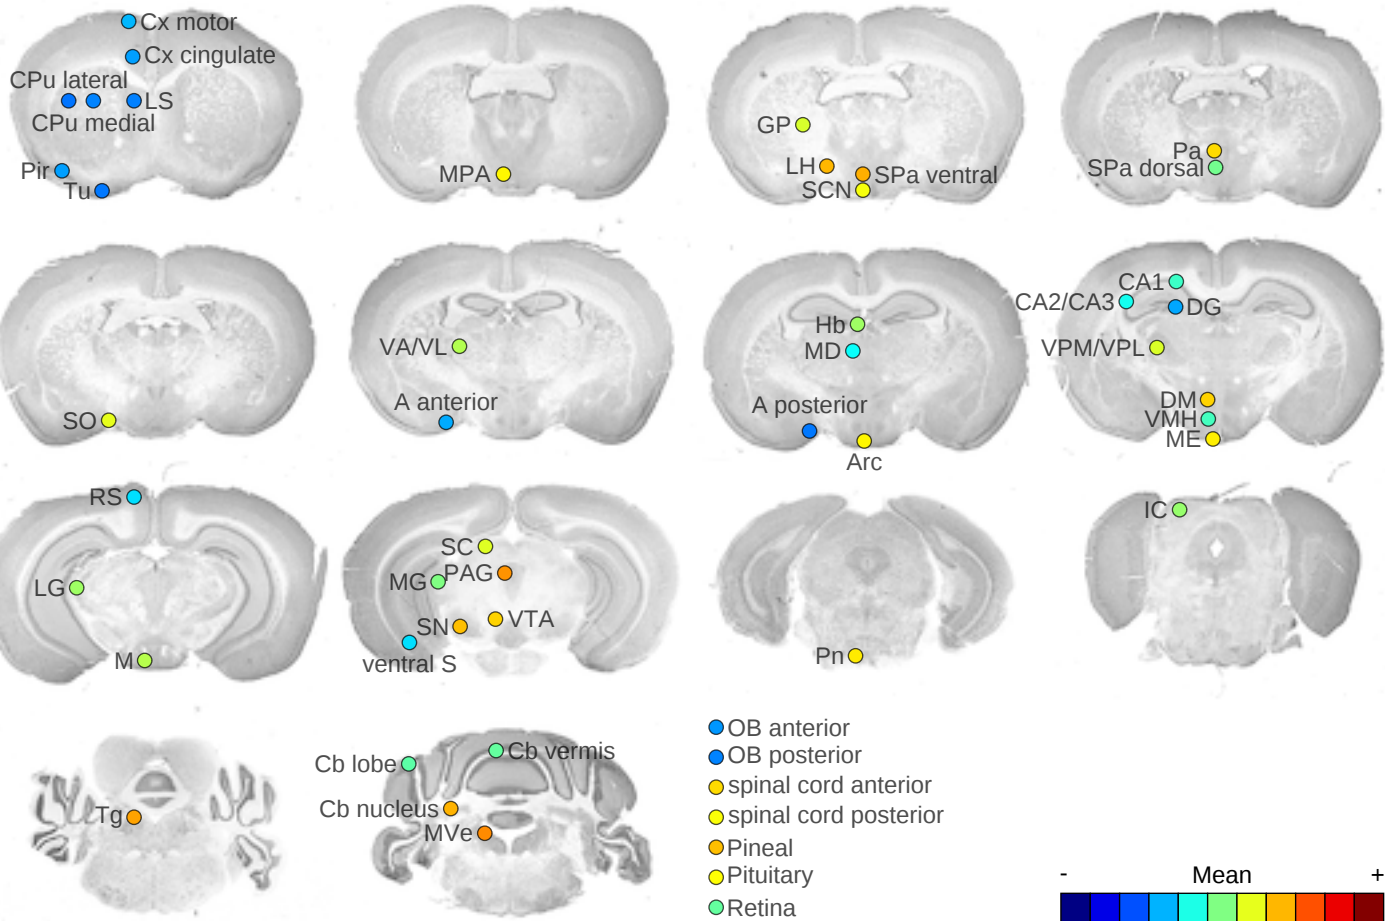 Cx motor
Cx cingulate
CPu lateral
LS
CPu medial
Pir
Tu
MPA
GP
LH
SPa ventral
SCN
Pa
SPa dorsal
SO
VA/VL
A anterior
Hb
MD
A posterior
Arc
CA1
CA2/CA3
DG
VPM/VPL
DM
VMH
ME
RS
LG
M
SC
MG
PAG
SN
VTA
ventral S
Pn
IC
Tg
Cb lobe
Cb vermis
Cb nucleus
MVe
OB anterior
OB posterior
spinal cord anterior
spinal cord posterior
Pineal
Pituitary
Retina
- Mean +